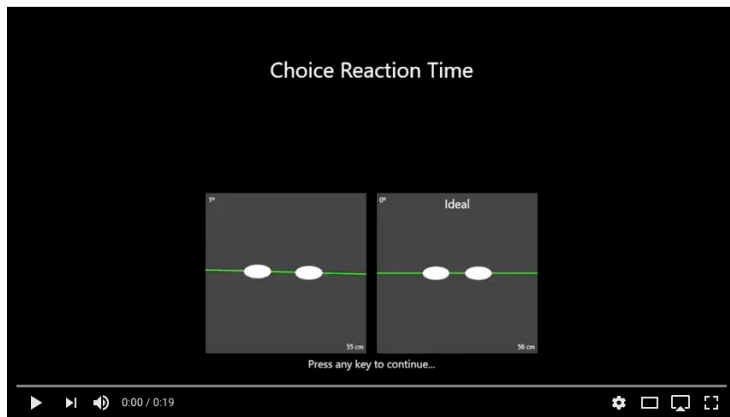 Choice Reaction Time
1°
0°
Ideal
55 cm
56 cm
Press any key to continue...
0:00 / 0:19